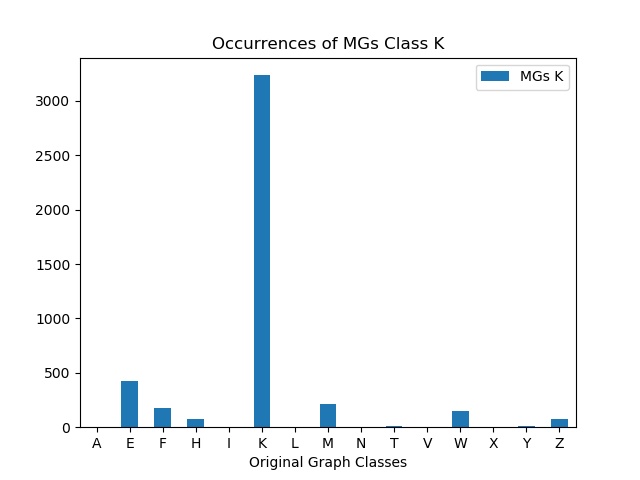 Occurrences of MGs Class K
MGs K
3000
2500
2000
1500
1000
500
0
A E F H I K L M N T V W X Y Z
Original Graph Classes